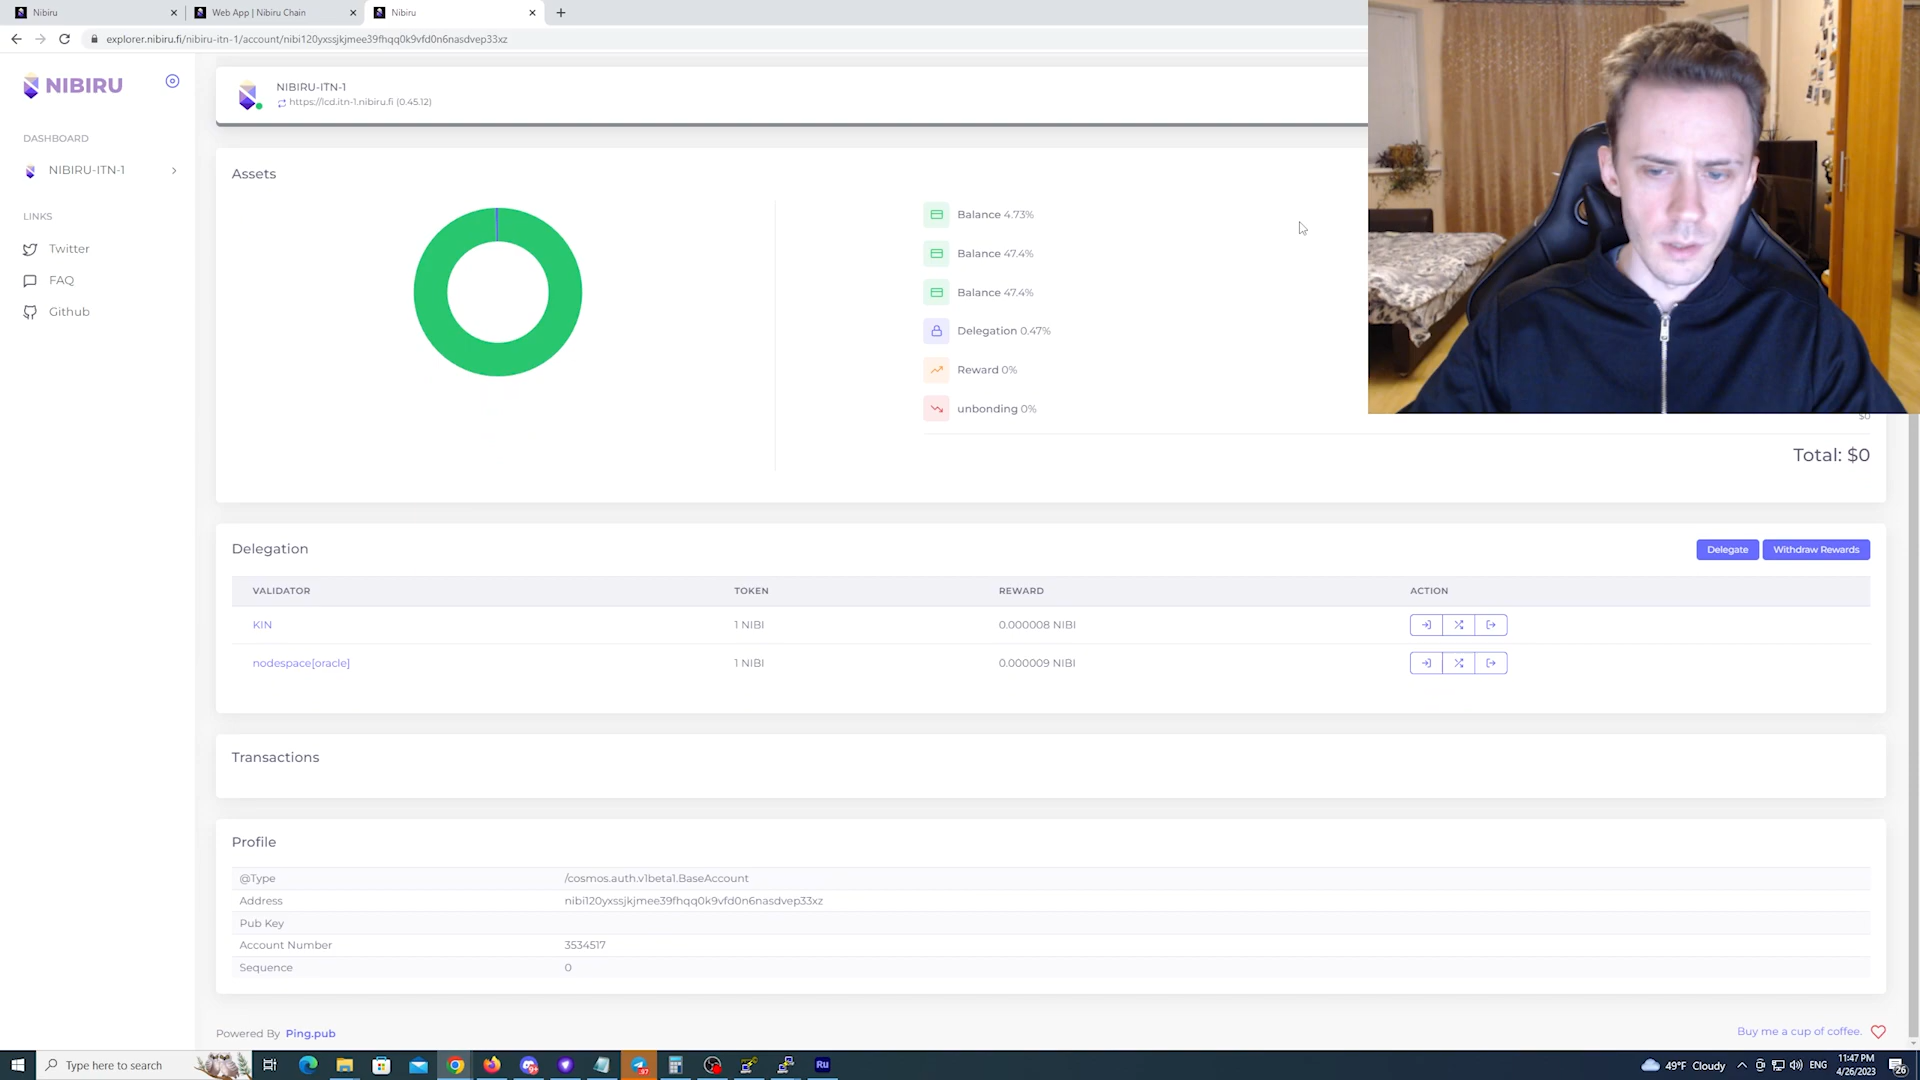 Nibiru
Web App | Nibiru Chain
Nibiru
explorer.nibiru.fi/nibiru-itn-1/account/nibi120yxssjkjmee39fhqq0k9vfd0n6nasdvep33xz
NIBIRU
NIBIRU-ITN-1
https://lcd.itn-1.nibiru.fi (0.45.12)
DASHBOARD
NIBIRU-ITN-1
LINKS
Twitter
FAQ
Github
Assets
Balance 4.73%
Balance 47.4%
Balance 47.4%
Delegation 0.47%
Reward 0%
unbonding 0%
$0
Total: $0
Delegation
Delegate
Withdraw Rewards
VALIDATOR TOKEN REWARD ACTION
KIN 1 NIBI 0.000008 NIBI
nodespace[oracle] 1 NIBI 0.000009 NIBI
Transactions
Profile
@Type /cosmos.auth.v1beta1.BaseAccount
Address nibi120yxssjkjmee39fhqq0k9vfd0n6nasdvep33xz
Pub Key
Account Number 3534517
Sequence 0
Powered By Ping.pub
Buy me a cup of coffee.
Type here to search
97
Ru
49°F Cloudy
ENG
11:47 PM
4/26/2023
26